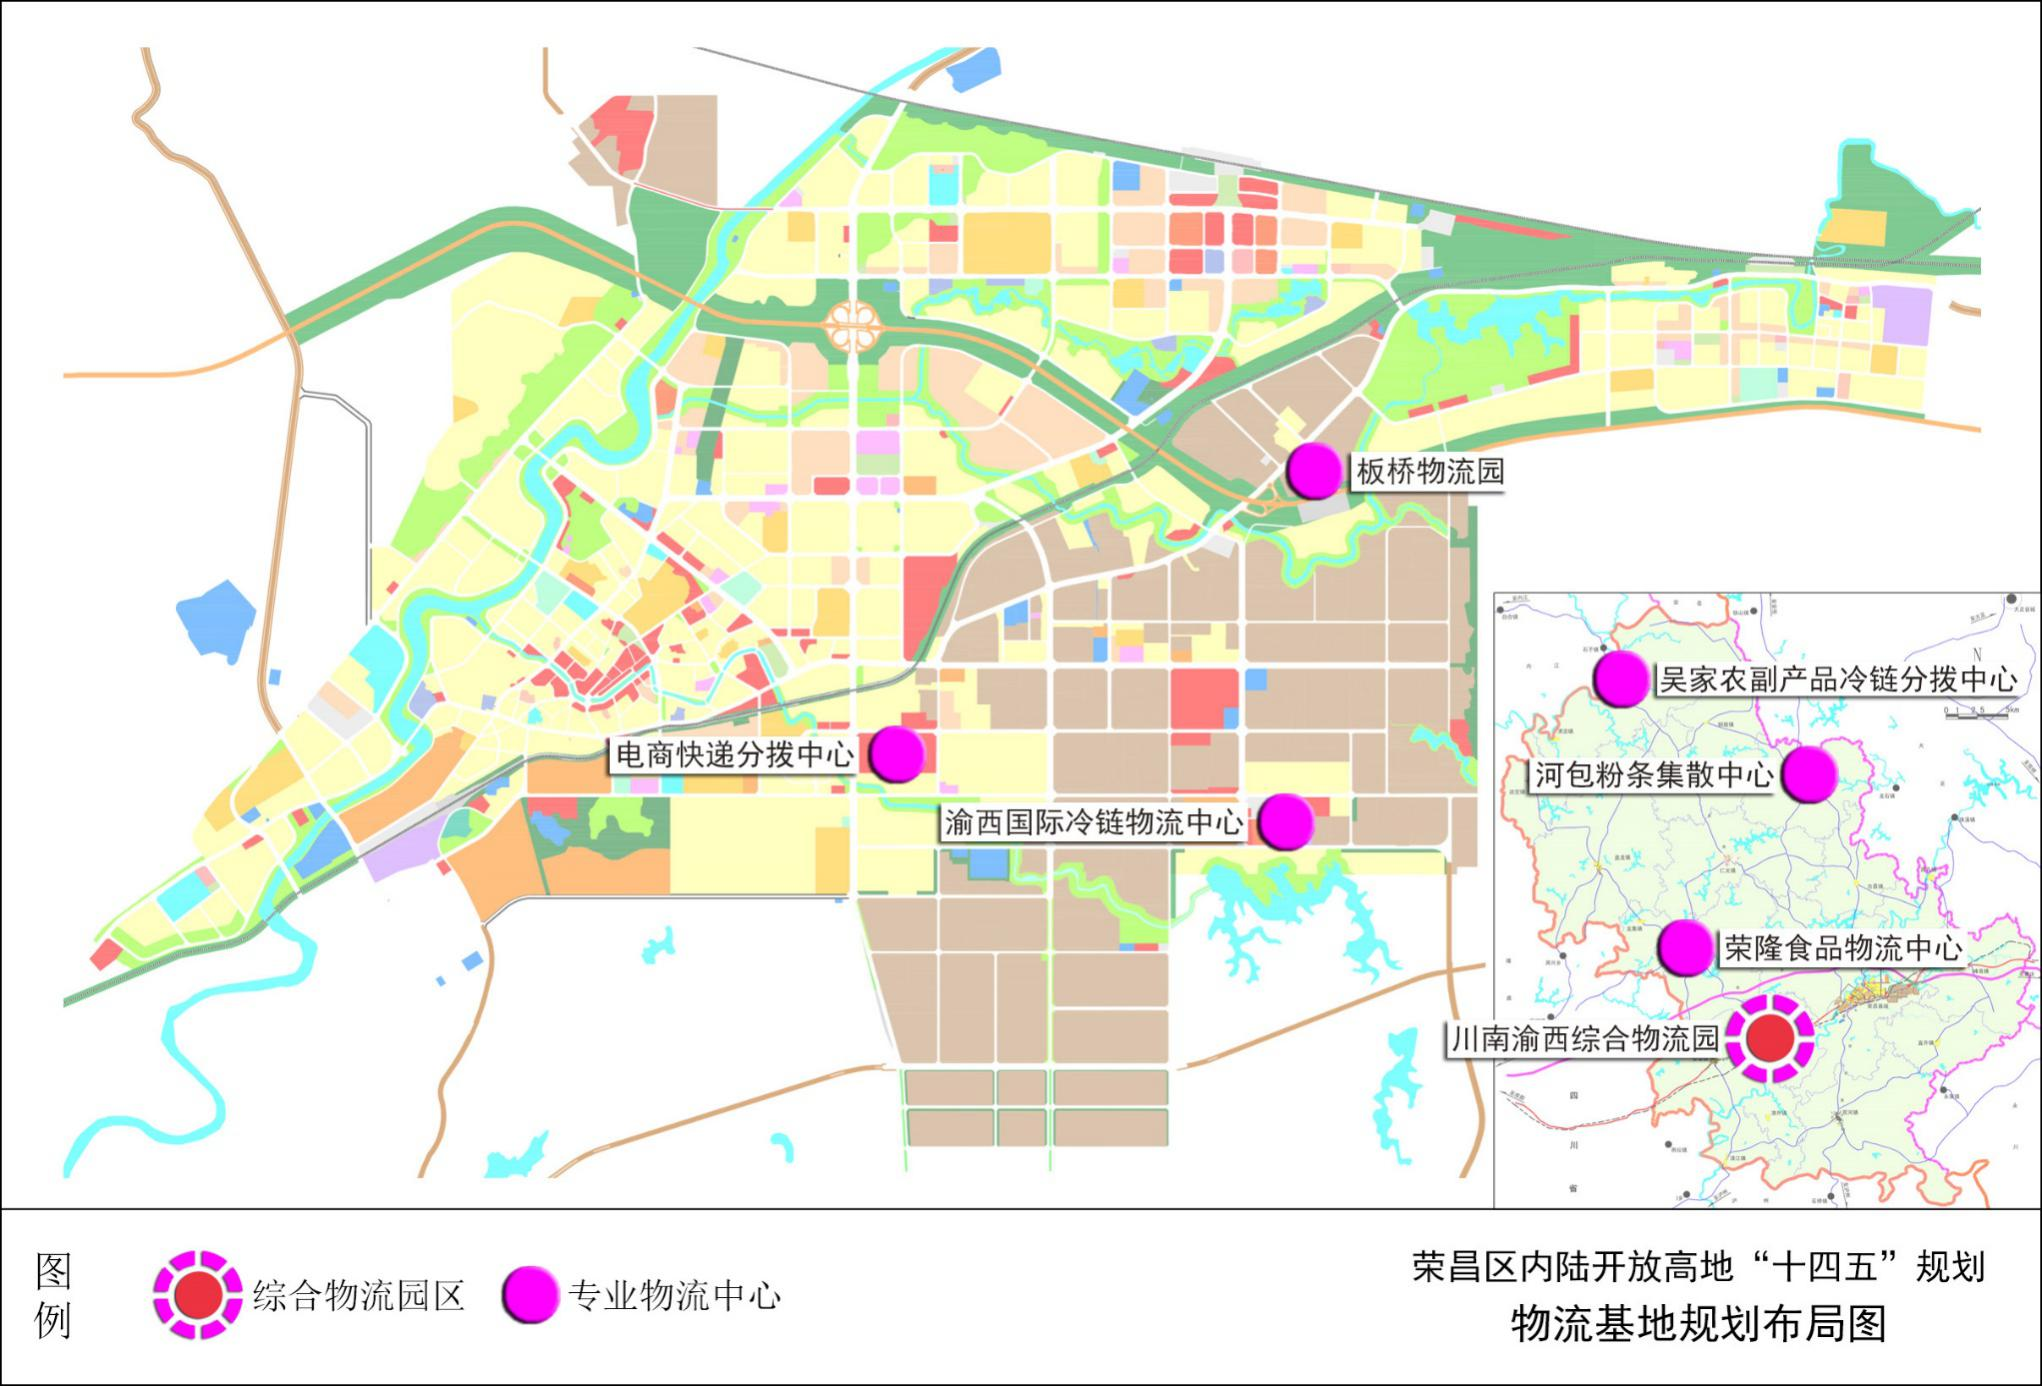 板桥物流园
电商快递分拨中心
渝西国际冷链物流中心
N
吴家农副产品冷链分拨中心
河包粉条集散中心
荣隆食品物流中心
川南渝西综合物流园
四
川
省
图
例
综合物流园区
专业物流中心
荣昌区内陆开放高地“十四五”规划
物流基地规划布局图